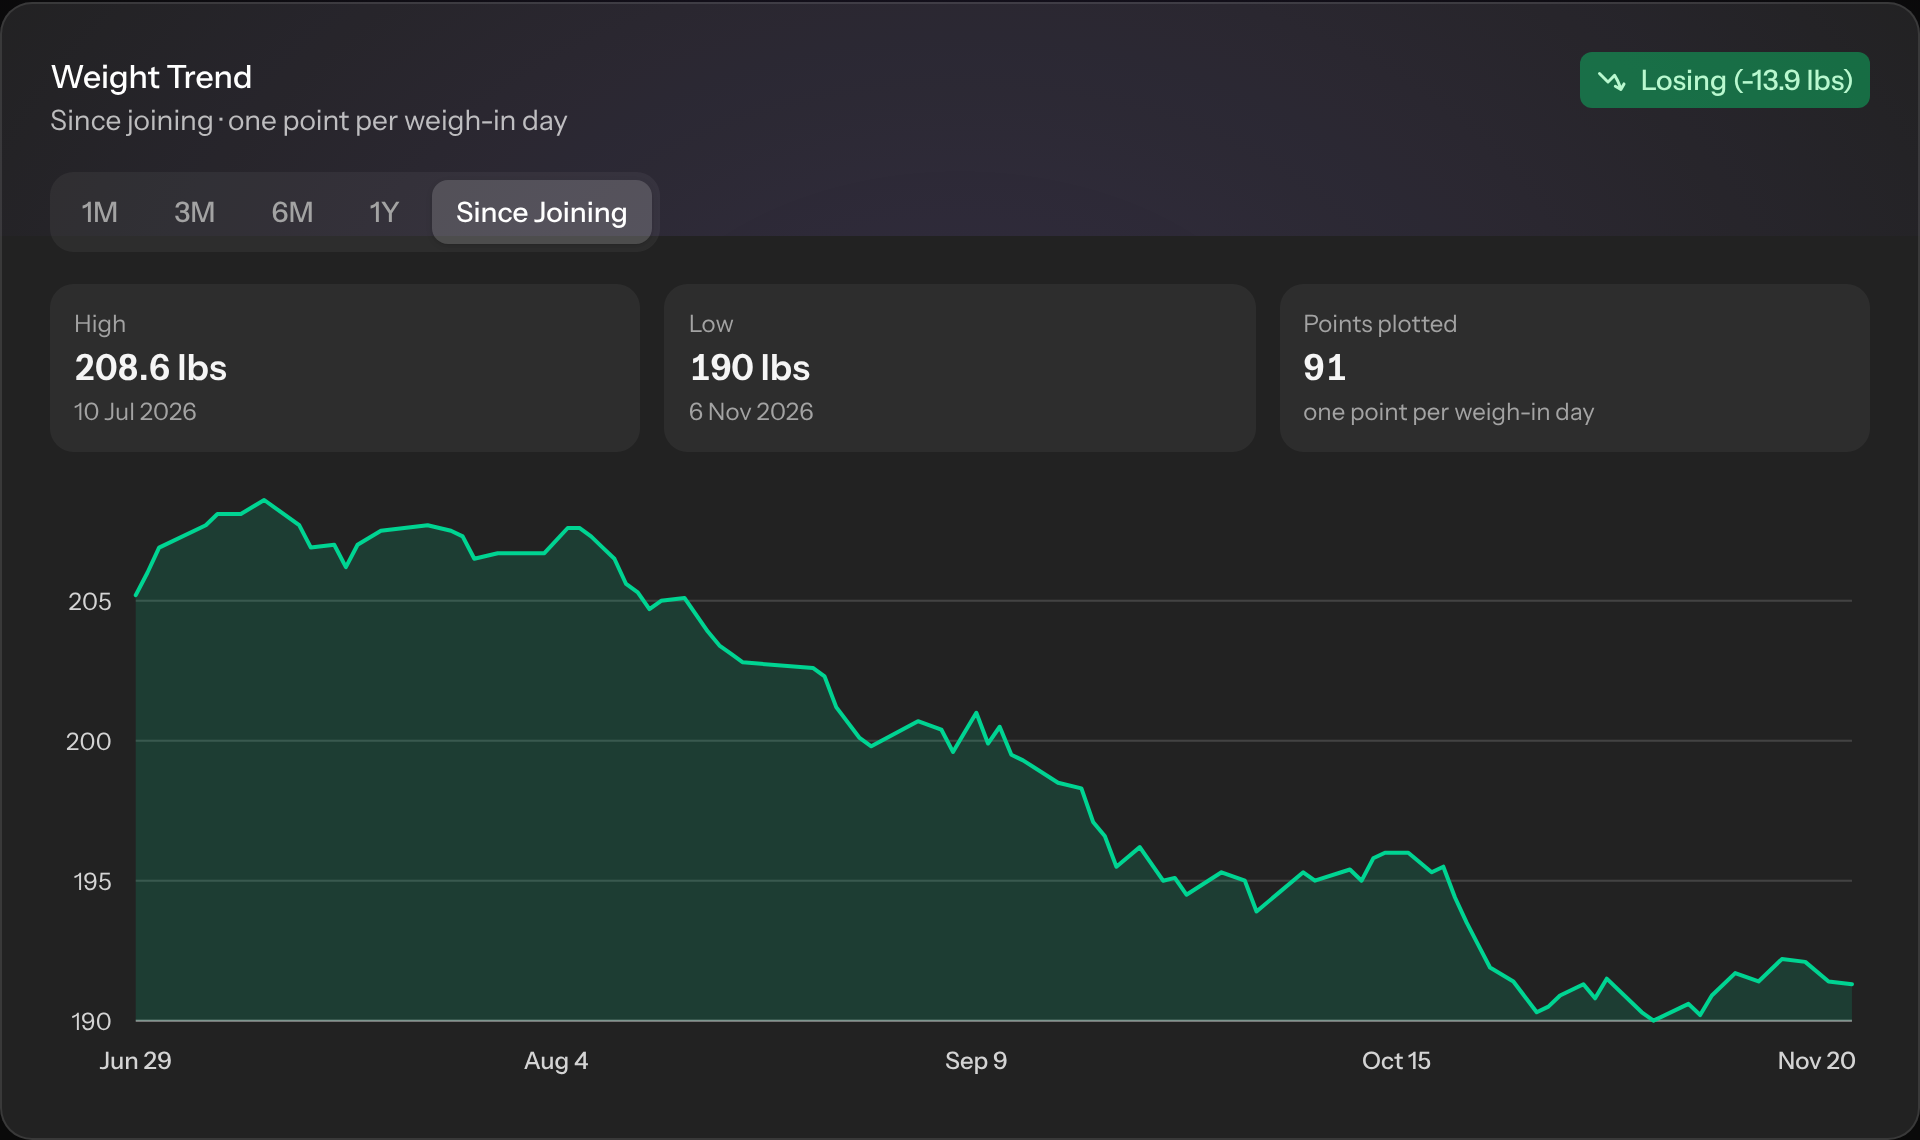 Weight Trend
Since joining · one point per weigh-in day
Losing (-13.9 lbs)
1M 3M 6M 1Y Since Joining
High
208.6 lbs
10 Jul 2026
Low
190 lbs
6 Nov 2026
Points plotted
91
one point per weigh-in day
205
200
195
190
Jun 29 Aug 4 Sep 9 Oct 15 Nov 20